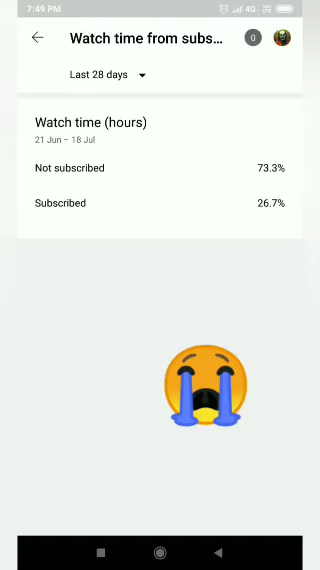 7:49 PM
4G
Watch time from subs...
0
Last 28 days
Watch time (hours)
21 Jun – 18 Jul
Not subscribed
73.3%
Subscribed
26.7%